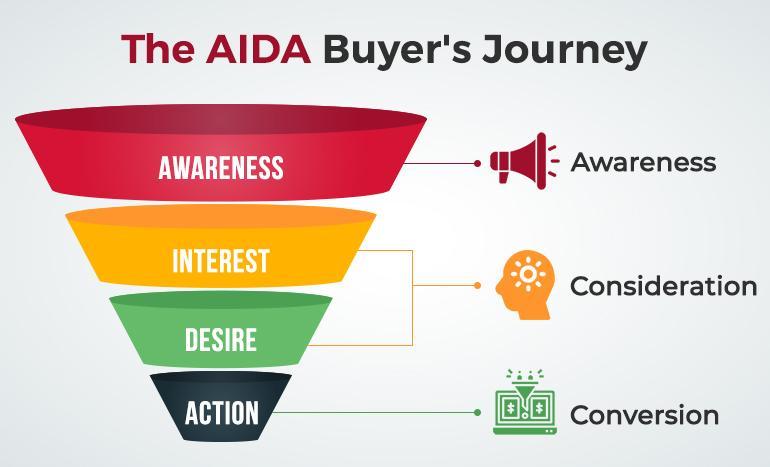 The AIDA Buyer's Journey
AWARENESS
Awareness
INTEREST
Consideration
DESIRE
ACTION
Conversion